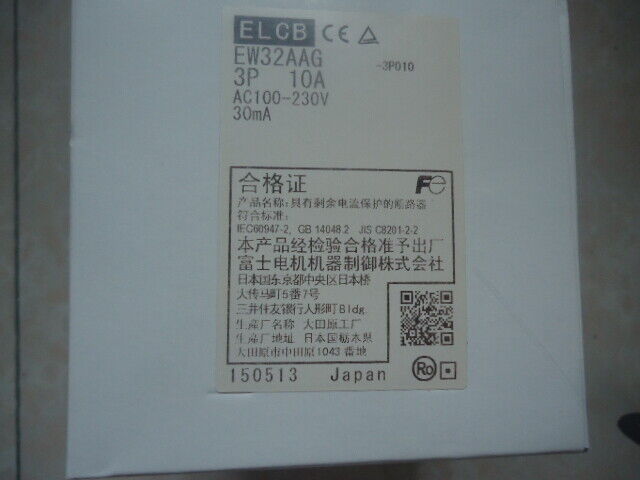 ELCB CE
EW32AAG -3P010
3P 10A
AC100-230V
30mA
合格证 Fe
产品名称:具有剩余电流保护的断路器
符合标准:
IEC60947-2, GB 14048.2 JIS C8201-2-2
本产品经检验合格准予出厂
富士电机机器制御株式会社
日本国东京都中央区日本桥
大传马町5番7号
三井住友银行人形町Bldg
生产厂名称 大田原工厂
生产厂地址 日本国栃木県
大田原市中田原1043番地
150513 Japan Ro